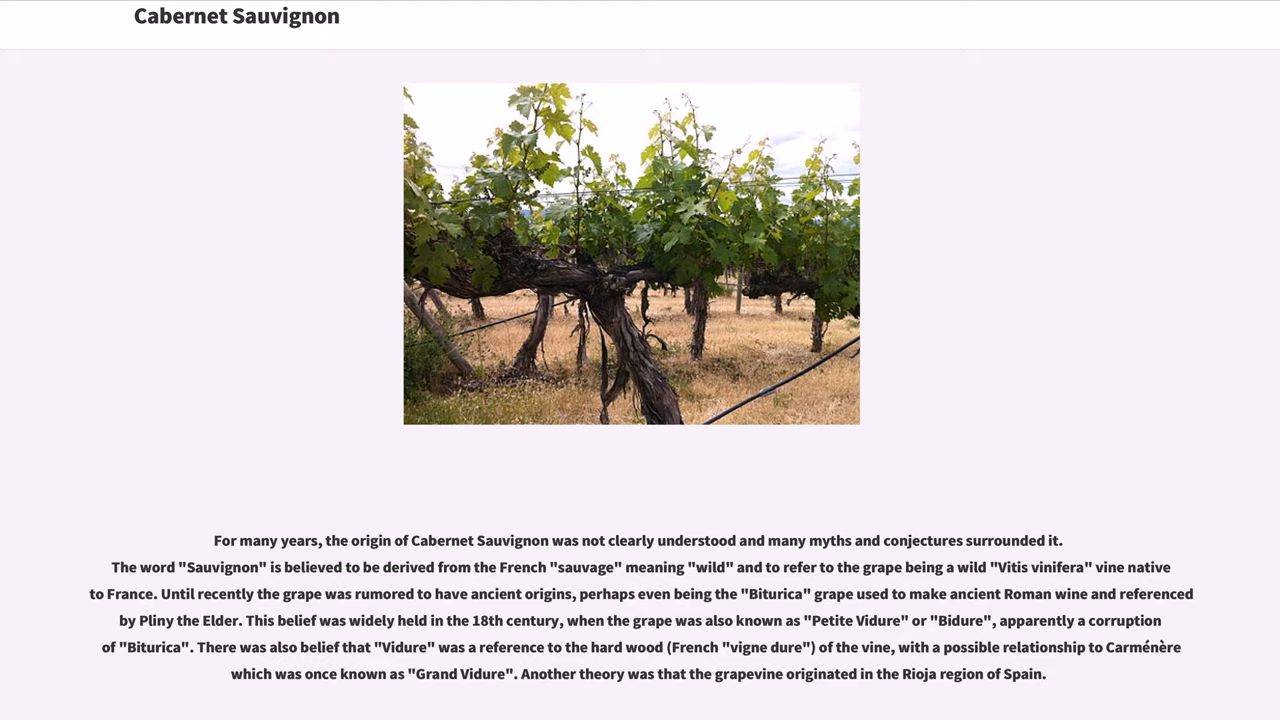 Cabernet Sauvignon
For many years, the origin of Cabernet Sauvignon was not clearly understood and many myths and conjectures surrounded it.
The word "Sauvignon" is believed to be derived from the French "sauvage" meaning "wild" and to refer to the grape being a wild "Vitis vinifera" vine native
to France. Until recently the grape was rumored to have ancient origins, perhaps even being the "Biturica" grape used to make ancient Roman wine and referenced
by Pliny the Elder. This belief was widely held in the 18th century, when the grape was also known as "Petite Vidure" or "Bidure", apparently a corruption
of "Biturica". There was also belief that "Vidure" was a reference to the hard wood (French "vigne dure") of the vine, with a possible relationship to Carménère
which was once known as "Grand Vidure". Another theory was that the grapevine originated in the Rioja region of Spain.